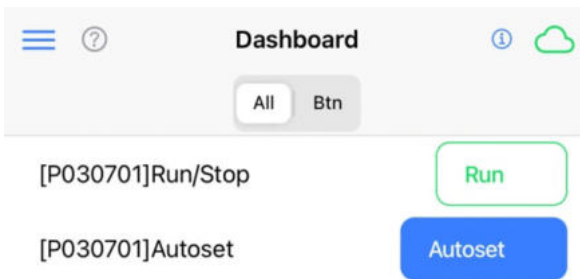 Dashboard
All Btn
[P030701]Run/Stop Run
[P030701]Autoset Autoset